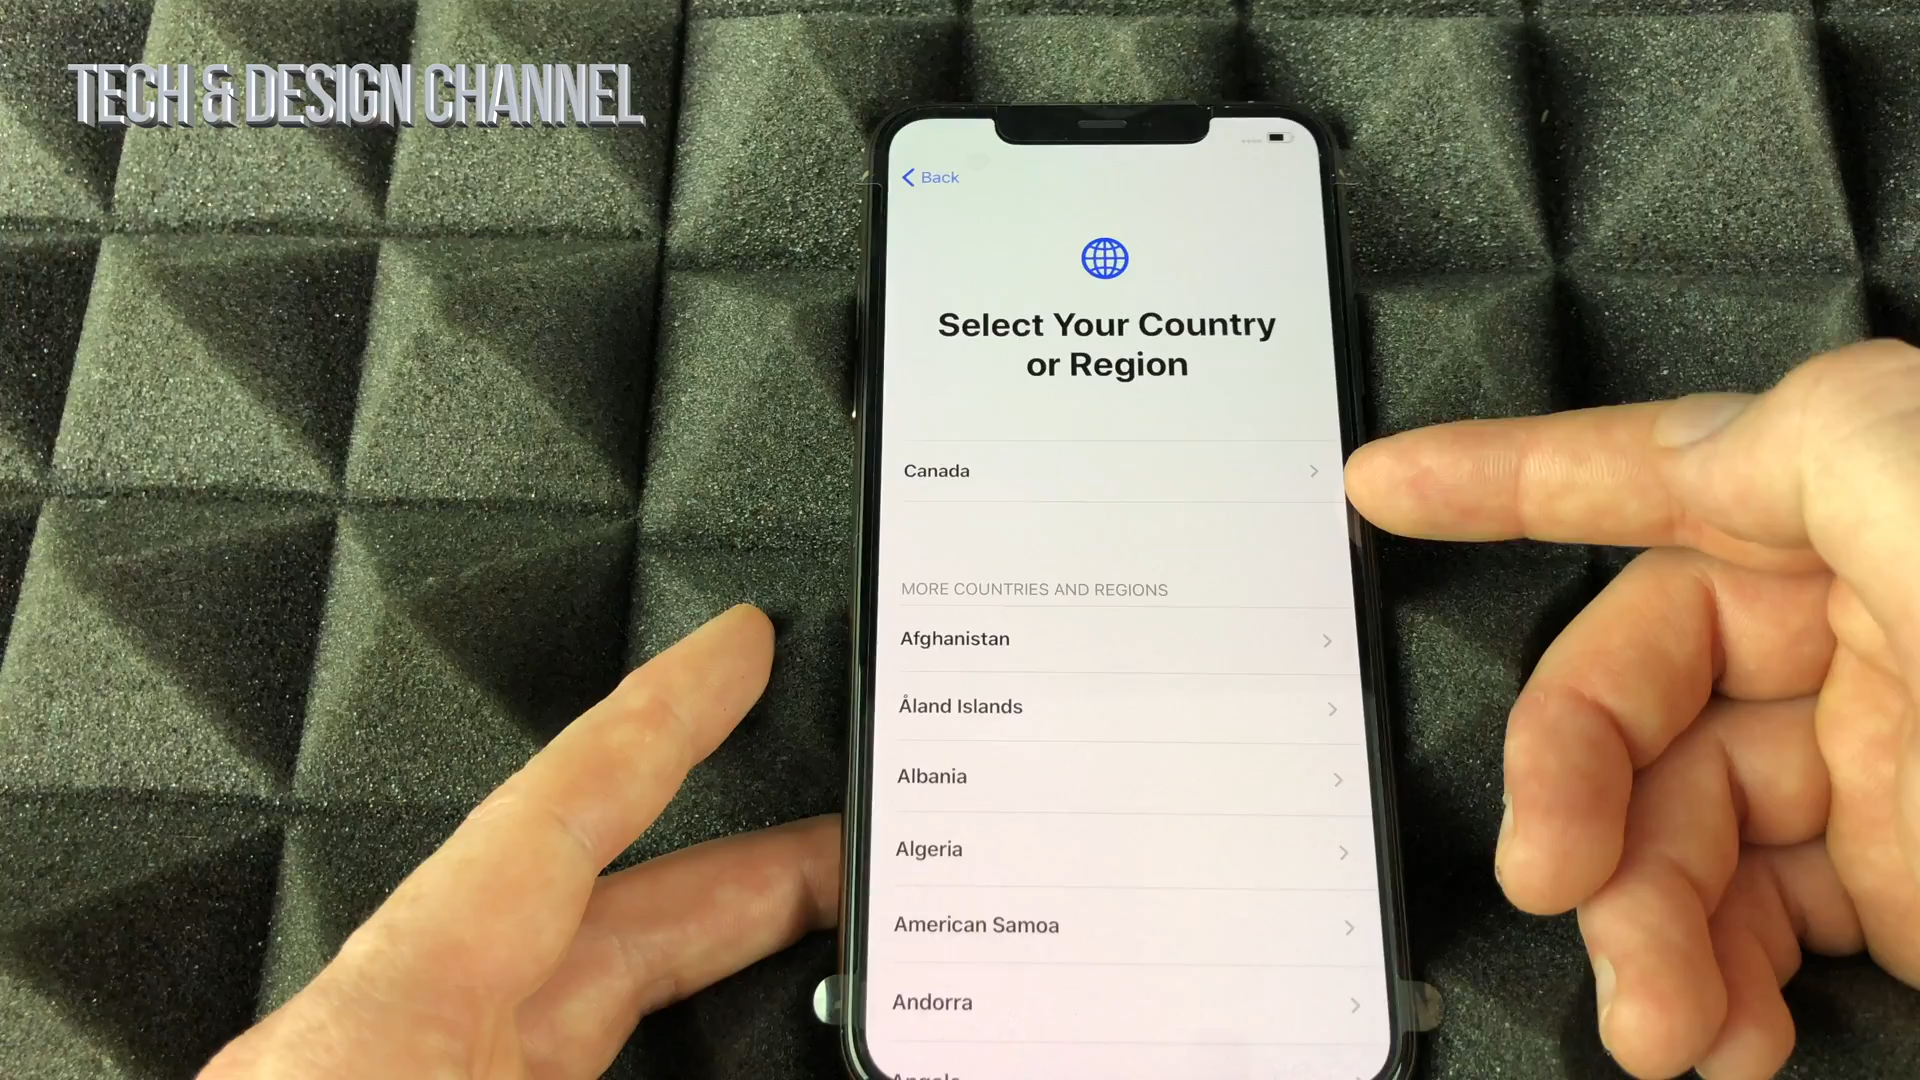 TECH & DESIGN CHANNEL
Back
Select Your Country
or Region
Canada
MORE COUNTRIES AND REGIONS
Afghanistan
Åland Islands
Albania
Algeria
American Samoa
Andorra